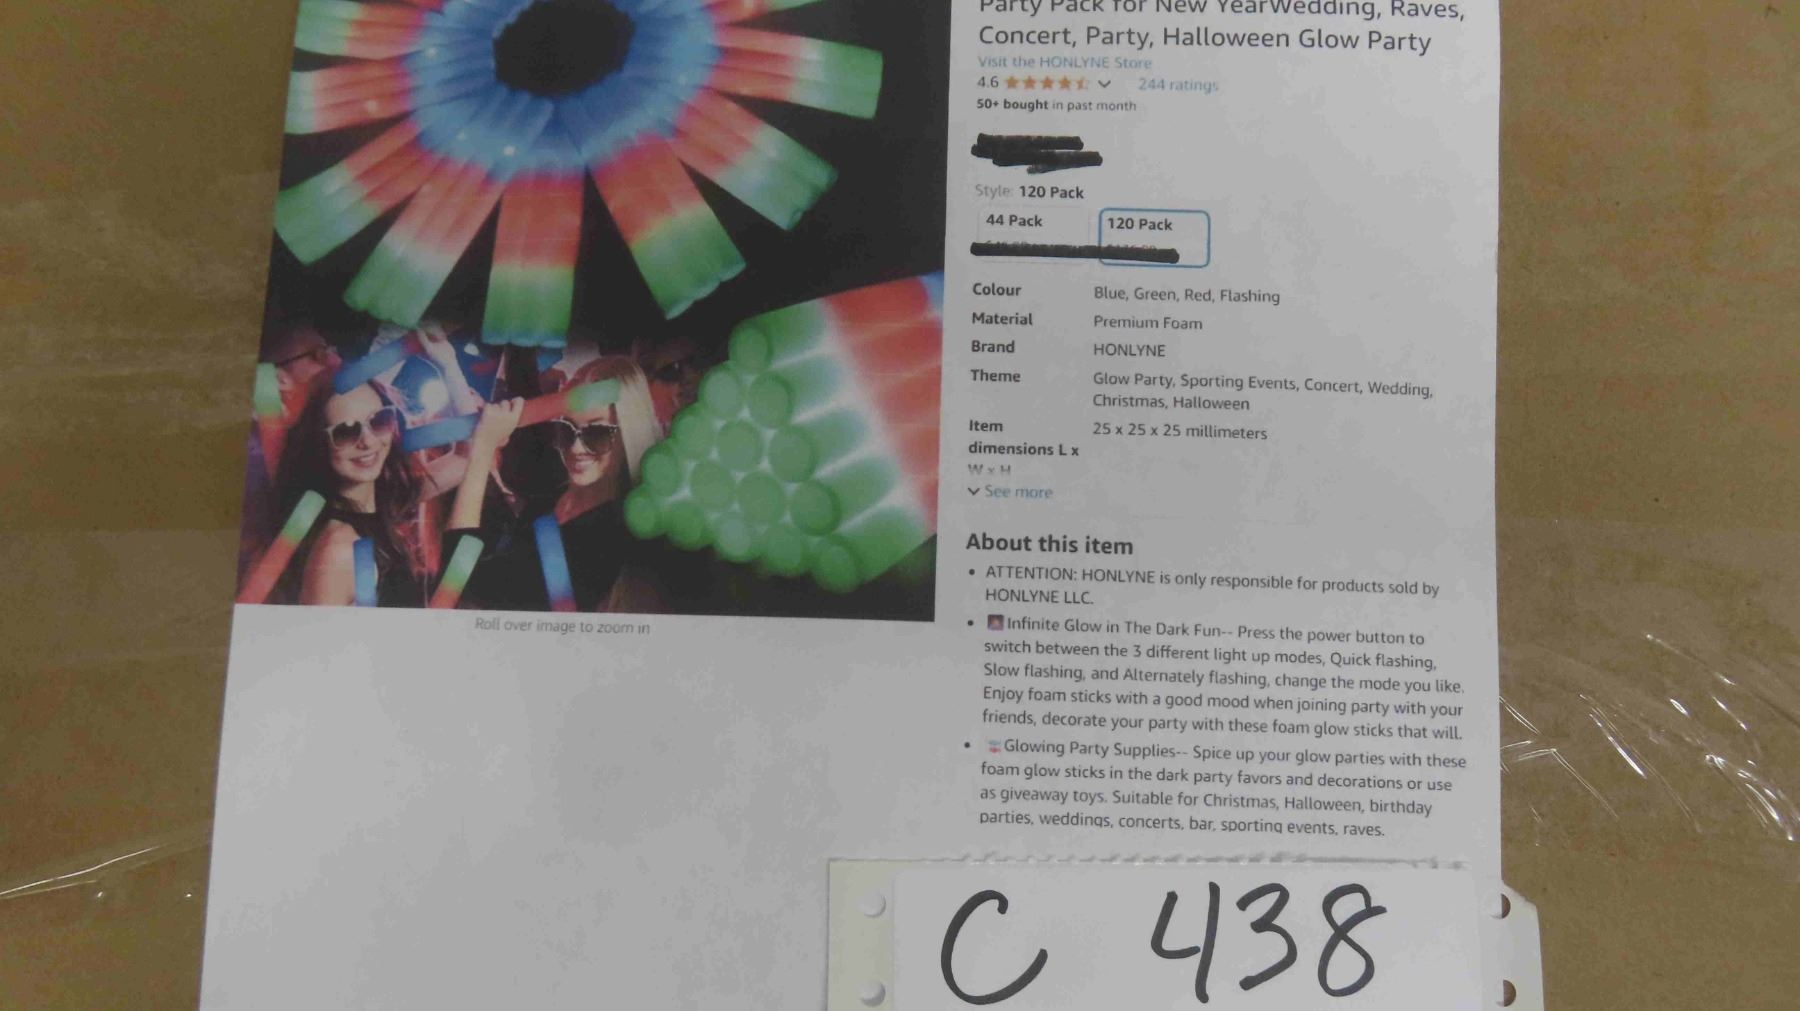 Party Pack for New YearWedding, Raves,
Concert, Party, Halloween Glow Party
Visit the HONLYNE Store
4.6 244 ratings
50+ bought in past month
Style: 120 Pack
44 Pack
120 Pack
Colour Blue, Green, Red, Flashing
Material Premium Foam
Brand HONLYNE
Theme Glow Party, Sporting Events, Concert, Wedding,
Christmas, Halloween
Item 25 x 25 x 25 millimeters
dimensions L x
W x H
See more
About this item
• ATTENTION: HONLYNE is only responsible for products sold by
HONLYNE LLC.
• Infinite Glow in The Dark Fun-- Press the power button to
switch between the 3 different light up modes, Quick flashing,
Slow flashing, and Alternately flashing, change the mode you like.
Enjoy foam sticks with a good mood when joining party with your
friends, decorate your party with these foam glow sticks that will.
• Glowing Party Supplies-- Spice up your glow parties with these
foam glow sticks in the dark party favors and decorations or use
as giveaway toys. Suitable for Christmas, Halloween, birthday
parties, weddings, concerts, bar, sporting events, raves.
Roll over image to zoom in
C 438